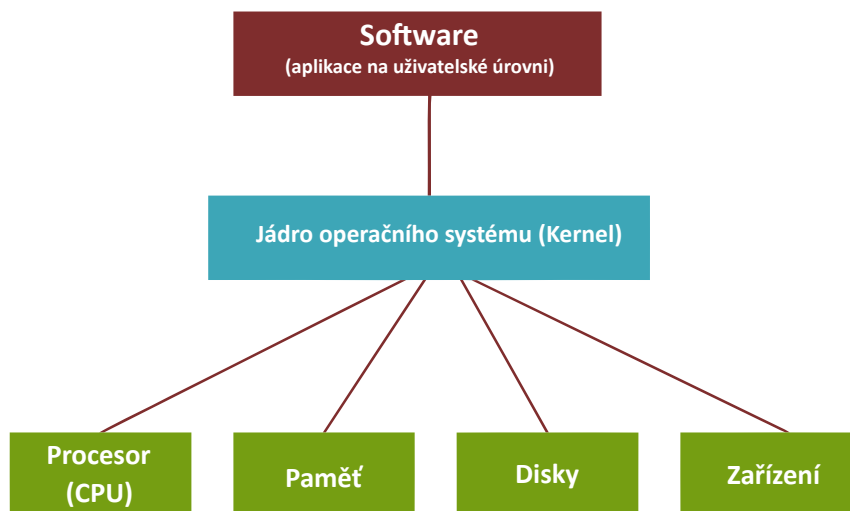 Software
(aplikace na uživatelské úrovni)
Jádro operačního systému (Kernel)
Procesor
(CPU)
Paměť
Disky
Zařízení